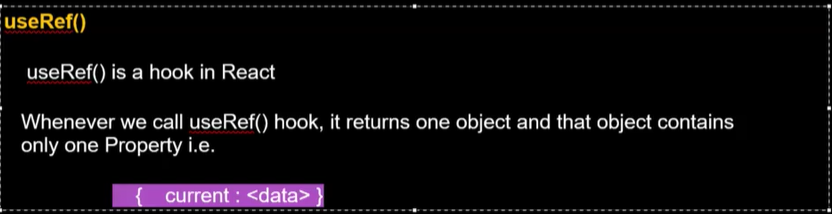 useRef()
useRef() is a hook in React
Whenever we call useRef() hook, it returns one object and that object contains
only one Property i.e.
{ current : <data> }